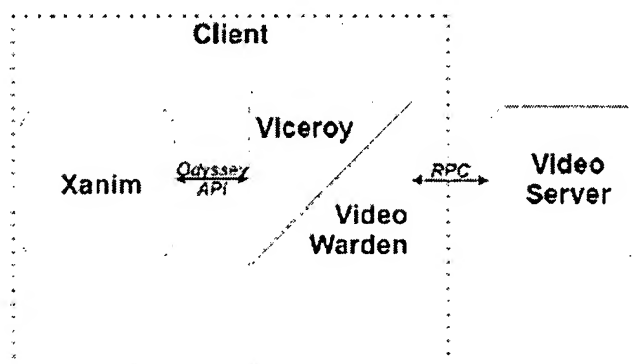 Client
Viceroy
Xanim
Odyssey
API
Video
Warden
RPC
Video
Server